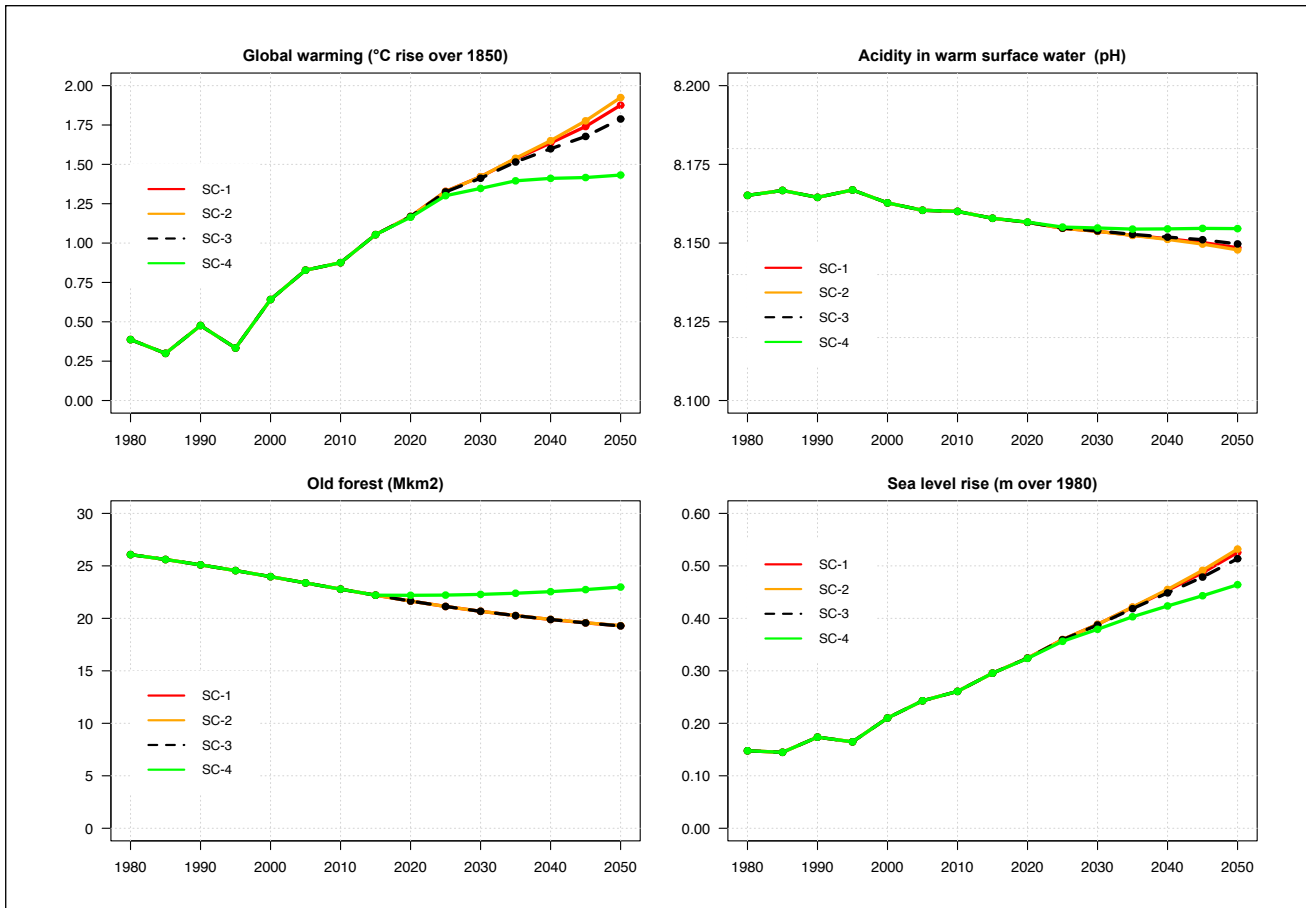 Global warming (°C rise over 1850)
2.00
1.75
1.50
1.25
1.00
0.75
0.50
0.25
0.00
SC-1
SC-2
SC-3
SC-4
1980 1990 2000 2010 2020 2030 2040 2050
Acidity in warm surface water (pH)
8.200
8.175
8.150
8.125
8.100
SC-1
SC-2
SC-3
SC-4
1980 1990 2000 2010 2020 2030 2040 2050
Old forest (Mkm2)
30
25
20
15
10
5
0
SC-1
SC-2
SC-3
SC-4
1980 1990 2000 2010 2020 2030 2040 2050
Sea level rise (m over 1980)
0.60
0.50
0.40
0.30
0.20
0.10
0.00
SC-1
SC-2
SC-3
SC-4
1980 1990 2000 2010 2020 2030 2040 2050